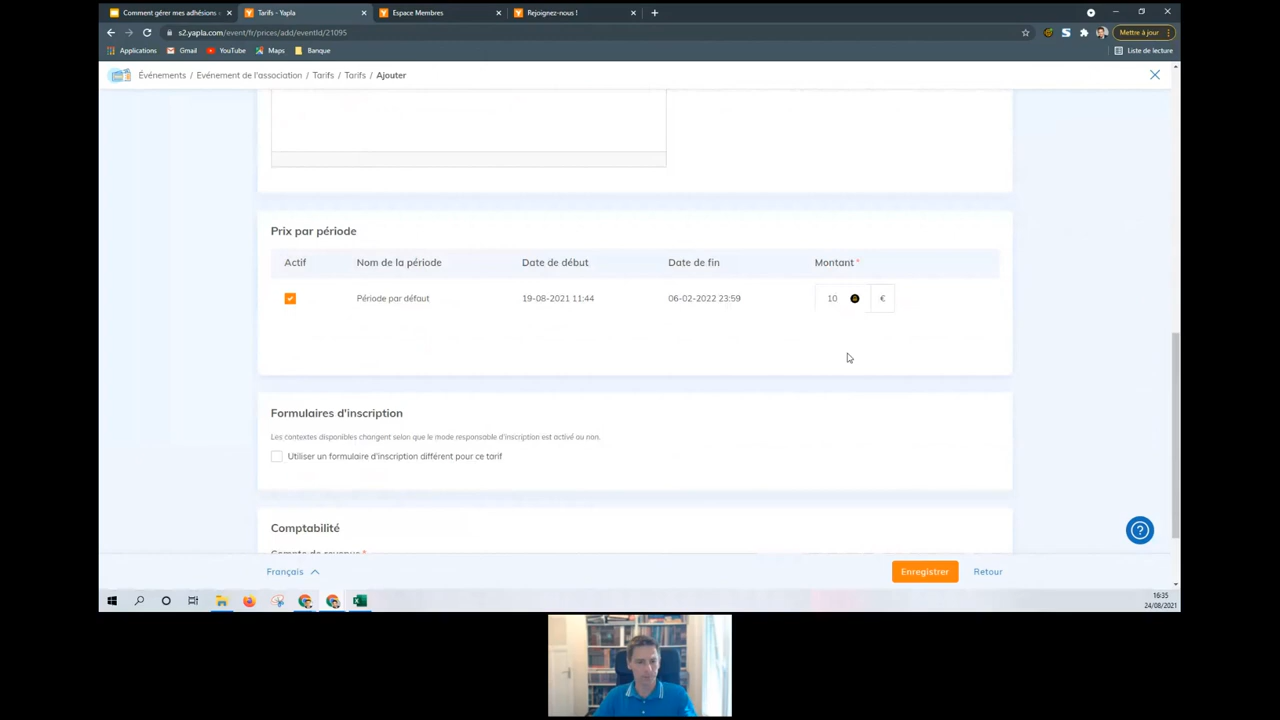 Comment gérer mes adhésions
Tarifs - Yapla
Espace Membres
Rejoignez-nous !
s2.yapla.com/event/fr/prices/add/eventId/21095
Mettre à jour
Applications
Gmail
YouTube
Maps
Banque
Liste de lecture
Événements / Evénement de l'association / Tarifs / Tarifs / Ajouter
Prix par période
Actif Nom de la période Date de début Date de fin Montant *
Période par défaut 19-08-2021 11:44 06-02-2022 23:59 10 €
Formulaires d'inscription
Les contextes disponibles changent selon que le mode responsable d'inscription est activé ou non.
Utiliser un formulaire d'inscription différent pour ce tarif
Comptabilité
Compte de revenue *
Français
Enregistrer
Retour
16:35
24/08/2021